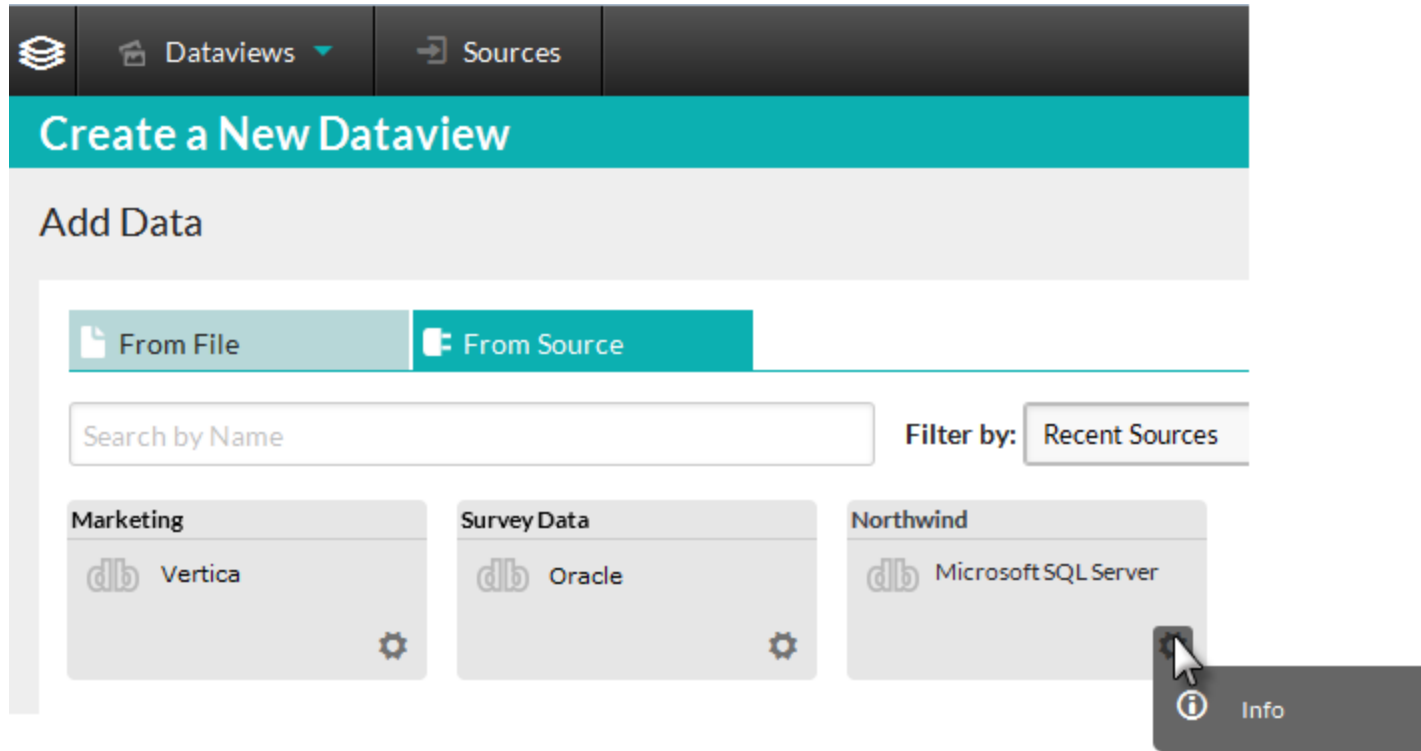 Dataviews Sources
Create a New Dataview
Add Data
From File From Source
Search by Name Filter by: Recent Sources
Marketing Survey Data Northwind
Vertica Oracle Microsoft SQL Server
Info